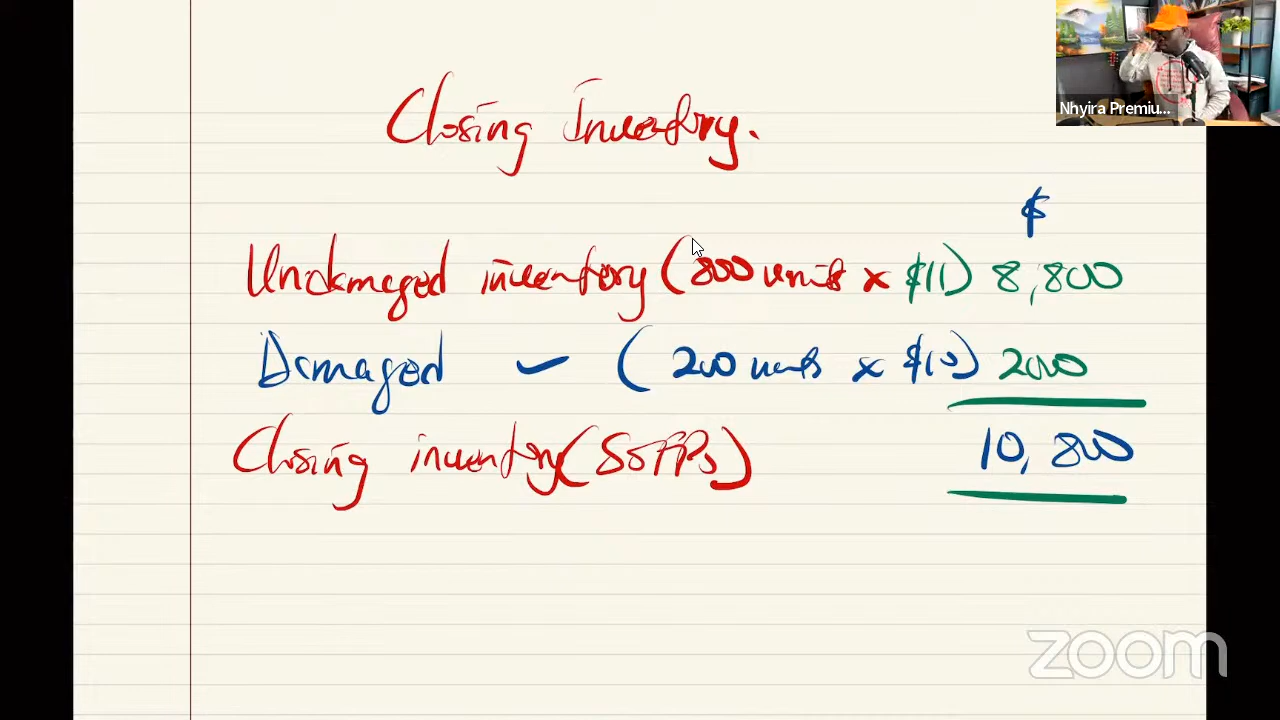 Nhyira Premiu...
Closing Inventory.
$
Undamaged inventory (800 units x $11) 8,800
Damaged (200 units x $10) 2000
Closing inventory (SOFPs) 10,800
zoom